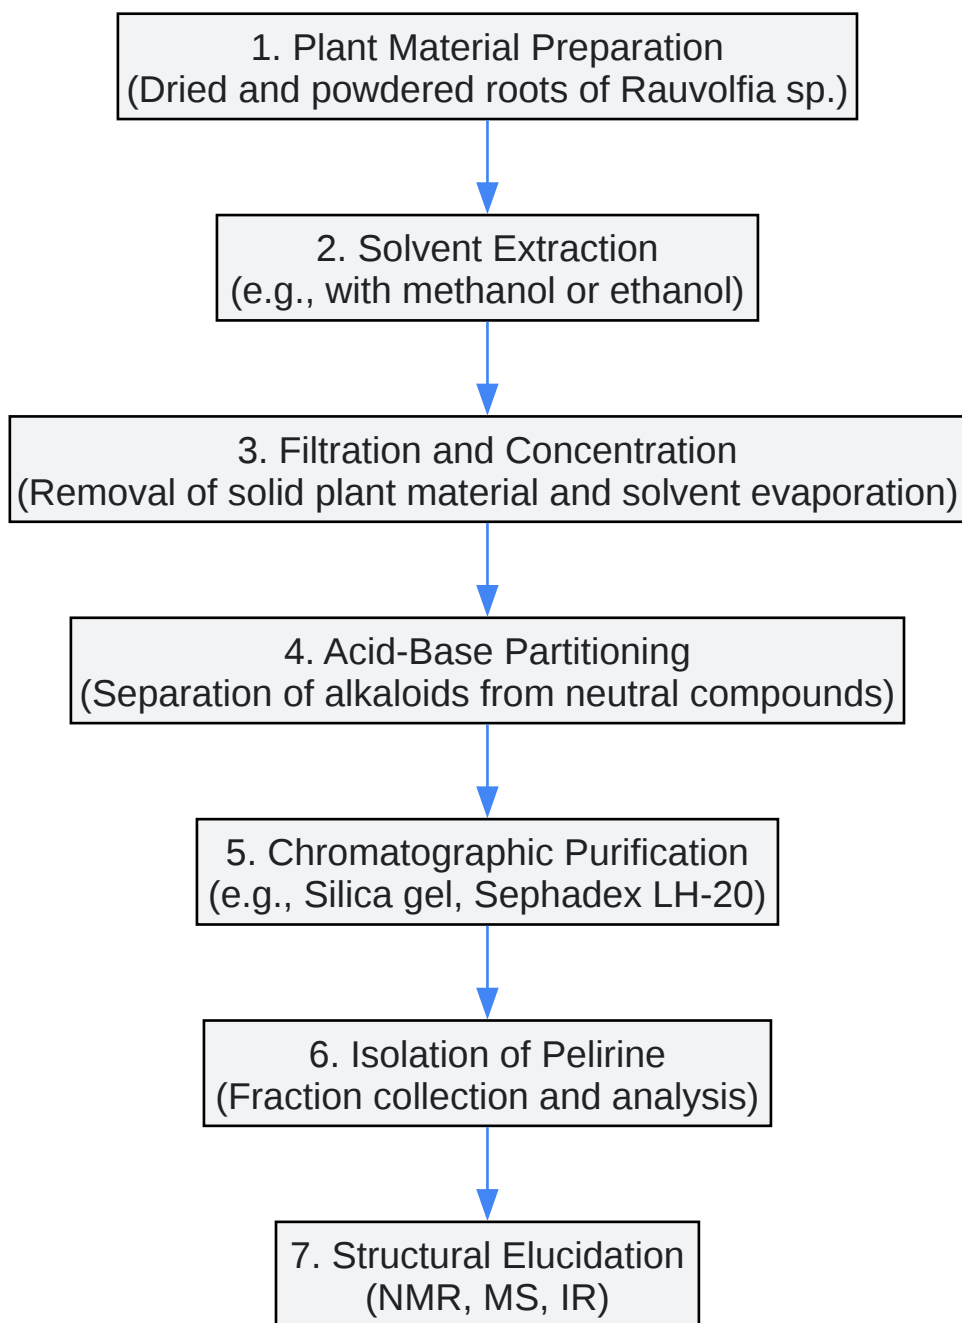 1. Plant Material Preparation
(Dried and powdered roots of Rauvolfia sp.)
2. Solvent Extraction
(e.g., with methanol or ethanol)
3. Filtration and Concentration
(Removal of solid plant material and solvent evaporation)
4. Acid-Base Partitioning
(Separation of alkaloids from neutral compounds)
5. Chromatographic Purification
(e.g., Silica gel, Sephadex LH-20)
6. Isolation of Pelirine
(Fraction collection and analysis)
7. Structural Elucidation
(NMR, MS, IR)